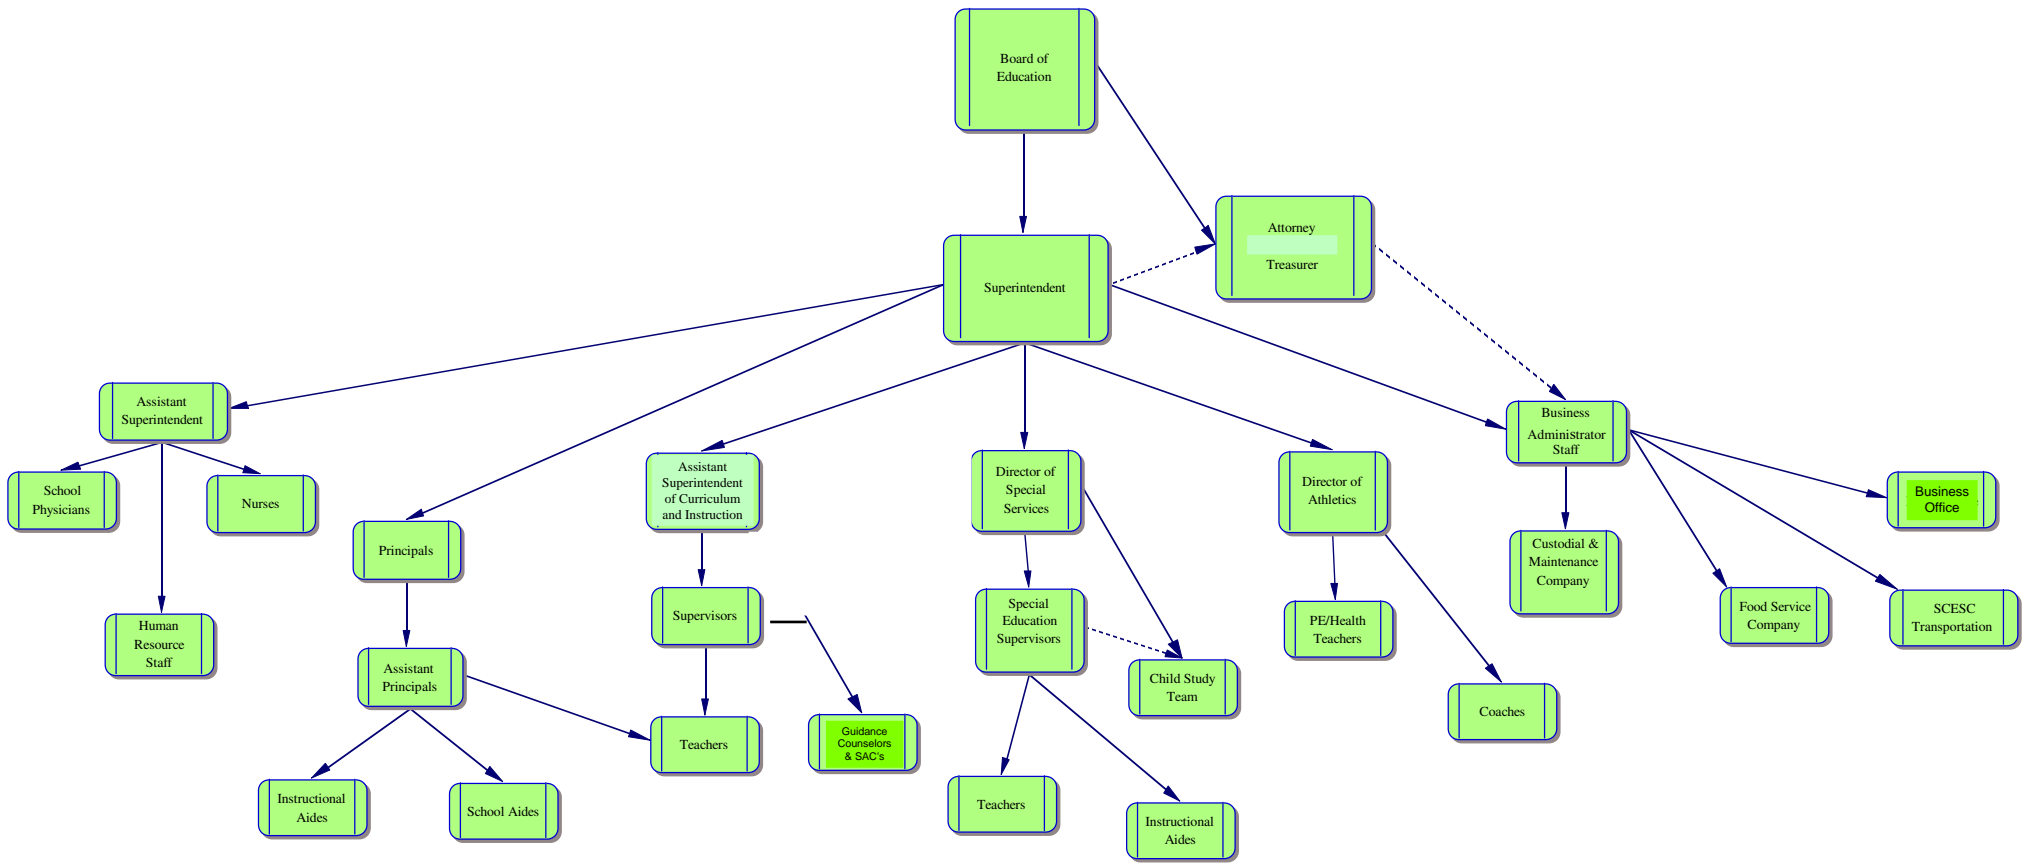 Board of
Education
Attorney
Treasurer
Superintendent
Assistant
Superintendent
Business
Administrator
Staff
Assistant
Superintendent
of Curriculum
and Instruction
Director of
Special
Services
Director of
Athletics
School
Physicians
Nurses
Business
Office
Principals
Custodial &
Maintenance
Company
Supervisors
Special
Education
Supervisors
PE/Health
Teachers
Food Service
Company
SCESC
Transportation
Human
Resource
Staff
Assistant
Principals
Child Study
Team
Coaches
Teachers
Guidance
Counselors
& SAC's
Instructional
Aides
School Aides
Teachers
Instructional
Aides